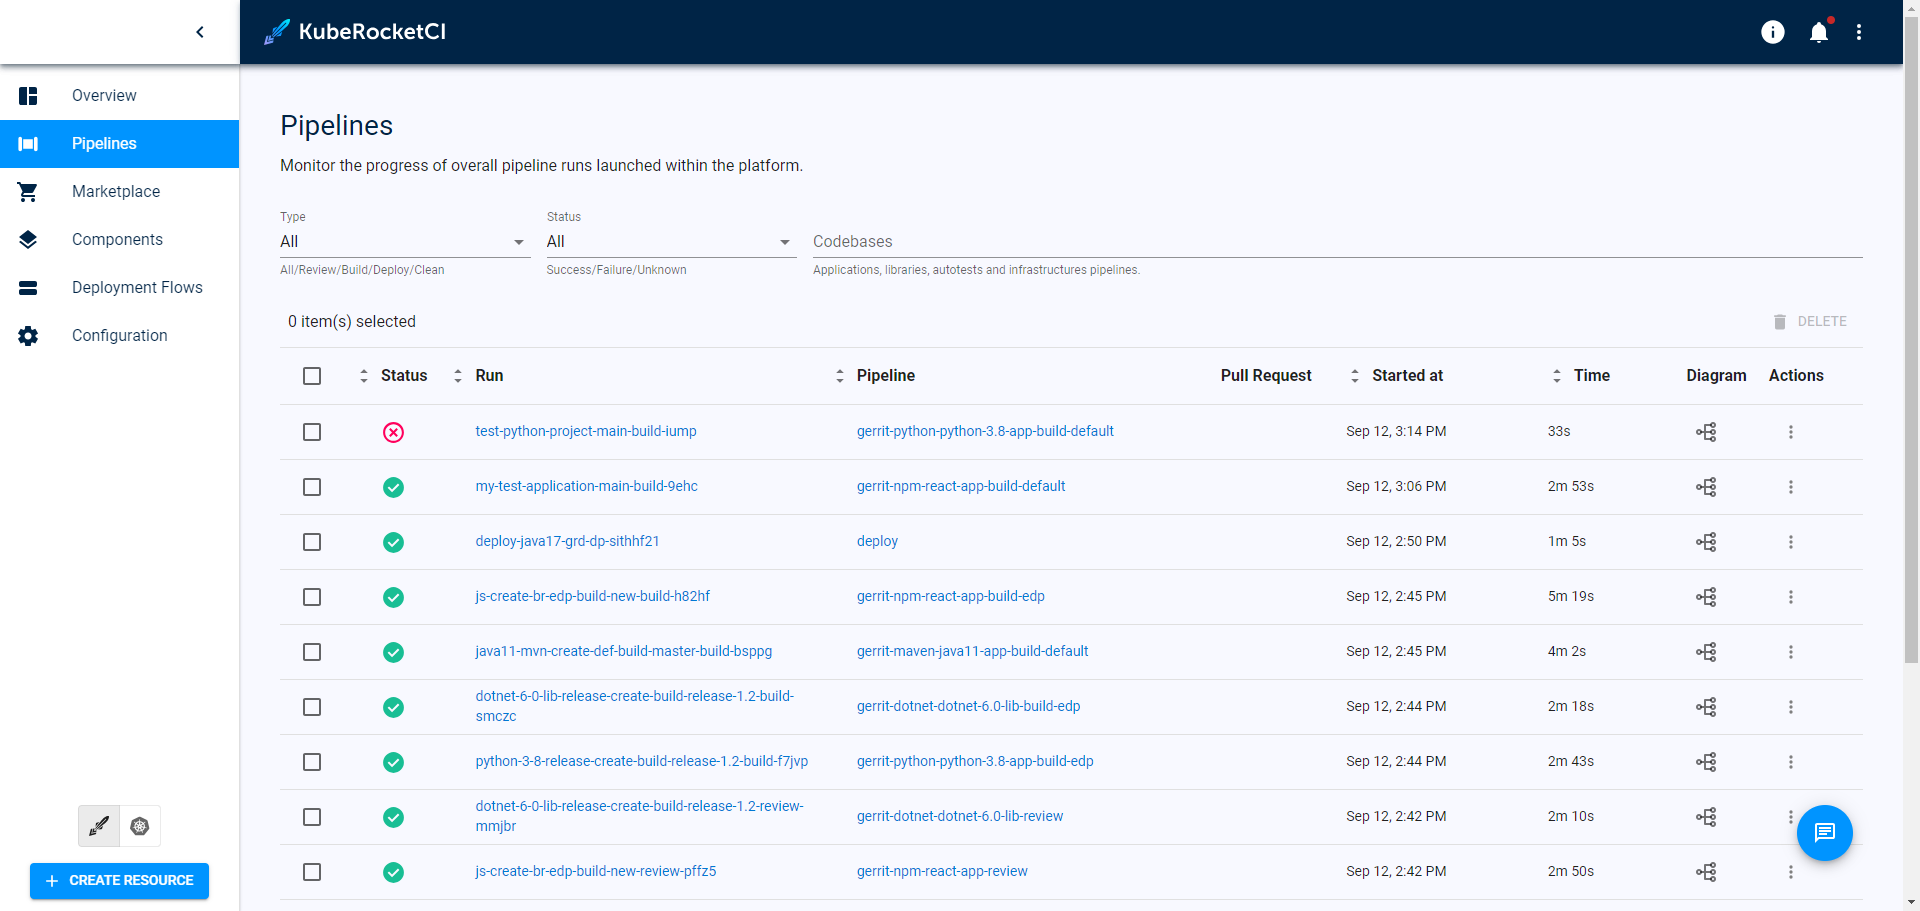 KubeRocketCI
Overview
Pipelines
Marketplace
Components
Deployment Flows
Configuration
CREATE RESOURCE
Pipelines
Monitor the progress of overall pipeline runs launched within the platform.
Type Status
All All Codebases
All/Review/Build/Deploy/Clean Success/Failure/Unknown Applications, libraries, autotests and infrastructures pipelines.
0 item(s) selected DELETE
Status Run Pipeline Pull Request Started at Time Diagram Actions
test-python-project-main-build-iump gerrit-python-python-3.8-app-build-default Sep 12, 3:14 PM 33s
my-test-application-main-build-9ehc gerrit-npm-react-app-build-default Sep 12, 3:06 PM 2m 53s
deploy-java17-grd-dp-sithhf21 deploy Sep 12, 2:50 PM 1m 5s
js-create-br-edp-build-new-build-h82hf gerrit-npm-react-app-build-edp Sep 12, 2:45 PM 5m 19s
java11-mvn-create-def-build-master-build-bsppg gerrit-maven-java11-app-build-default Sep 12, 2:45 PM 4m 2s
dotnet-6-0-lib-release-create-build-release-1.2-build-
smczc gerrit-dotnet-dotnet-6.0-lib-build-edp Sep 12, 2:44 PM 2m 18s
python-3-8-release-create-build-release-1.2-build-f7jvp gerrit-python-python-3.8-app-build-edp Sep 12, 2:44 PM 2m 43s
dotnet-6-0-lib-release-create-build-release-1.2-review-
mmjbr gerrit-dotnet-dotnet-6.0-lib-review Sep 12, 2:42 PM 2m 10s
js-create-br-edp-build-new-review-pffz5 gerrit-npm-react-app-review Sep 12, 2:42 PM 2m 50s